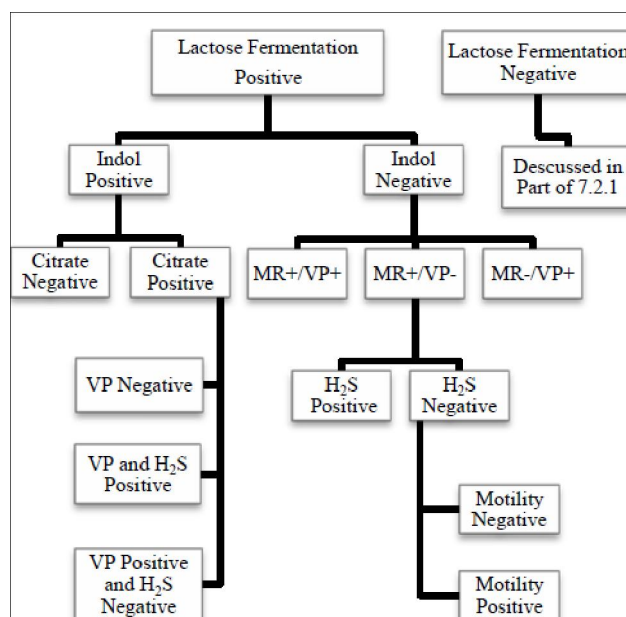 Lactose Fermentation
Positive
Lactose Fermentation
Negative
Indol
Positive
Indol
Negative
Descussed in
Part of 7.2.1
Citrate
Negative
Citrate
Positive
MR+/VP+
MR+/VP-
MR-/VP+
VP Negative
H₂S
Positive
H₂S
Negative
VP and H₂S
Positive
Motility
Negative
VP Positive
and H₂S
Negative
Motility
Positive